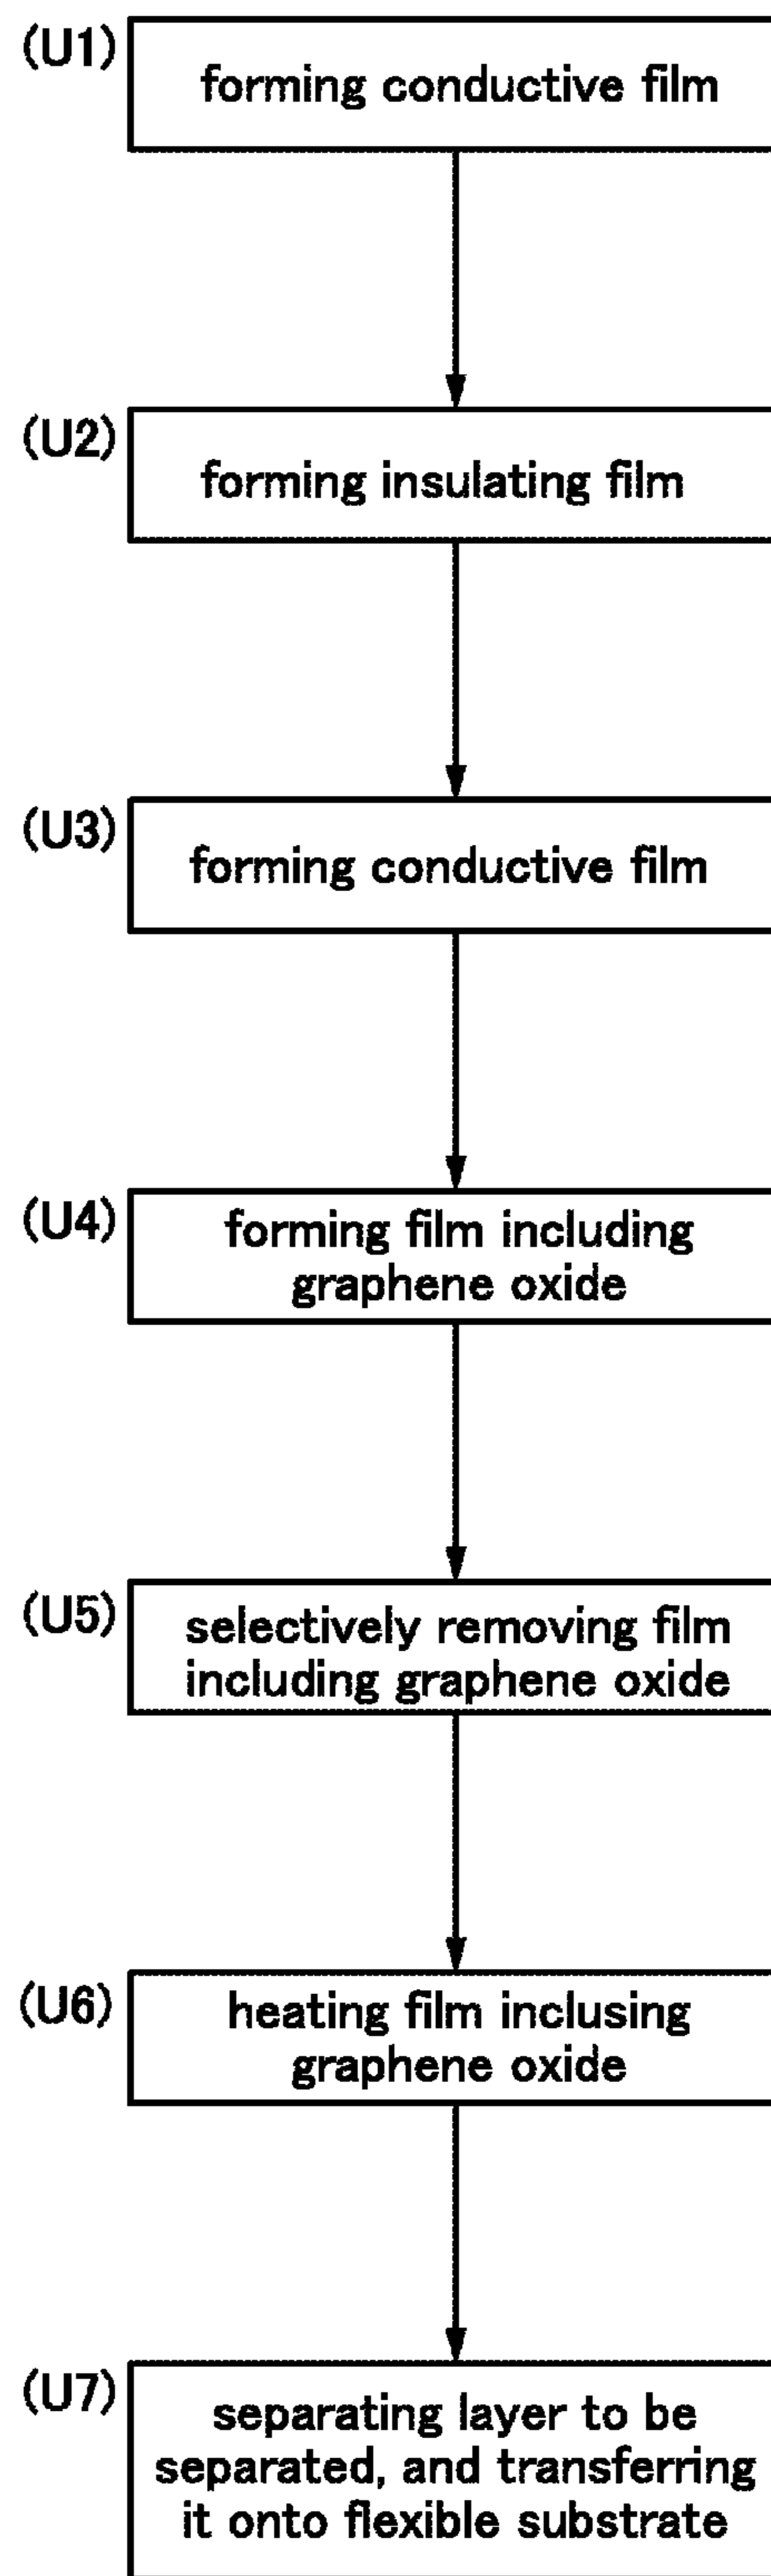 (U1)
forming conductive film
(U2)
forming insulating film
(U3)
forming conductive film
(U4)
forming film including
graphene oxide
(U5)
selectively removing film
including graphene oxide
(U6)
heating film inclusing
graphene oxide
(U7)
separating layer to be
separated, and transferring
it onto flexible substrate